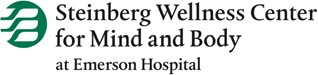 Steinberg Wellness Center
for Mind and Body
at Emerson Hospital